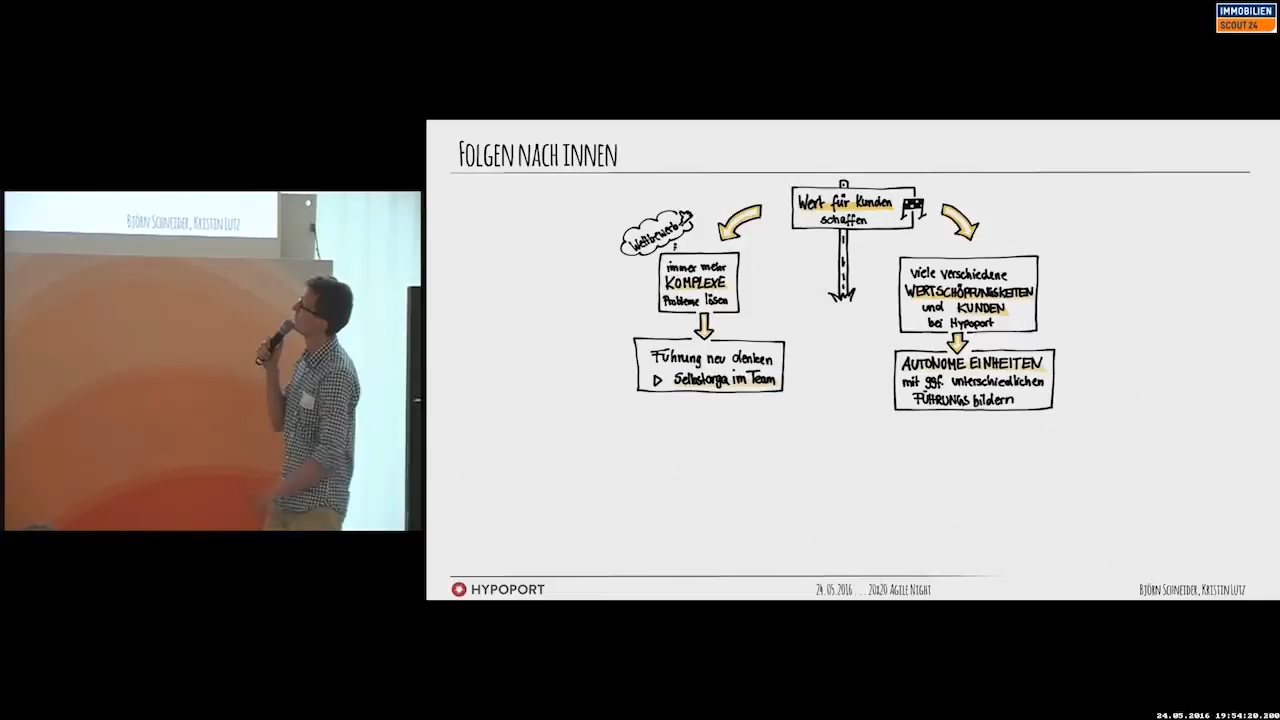 IMMOBILIEN
SCOUT24
FOLGEN NACH INNEN
Wert für Kunden
schaffen
Wettbewerb
immer mehr
KOMPLEXE
Probleme lösen
Führung neu denken
Selbstorga im Team
viele verschiedene
WERTSCHÖPFUNGSKEITEN
und KUNDEN
bei Hypoport
AUTONOME EINHEITEN
mit ggf. unterschiedlichen
FÜHRUNGSbildern
BJÖRN SCHNEIDER, KRISTIN LUTZ
HYPOPORT
24.05.2016 ... 20X20 AGILE NIGHT
BJÖRN SCHNEIDER, KRISTIN LUTZ
24.05.2016 19:54:20.200